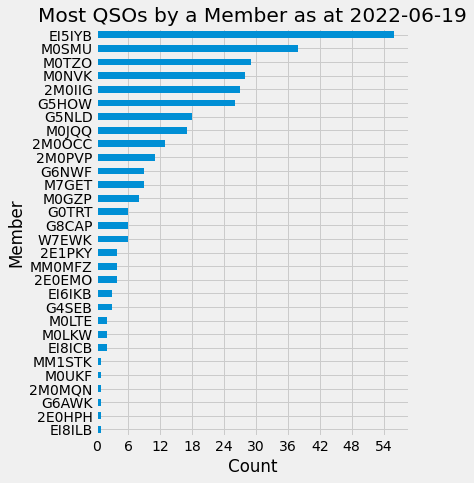 Most QSOs by a Member as at 2022-06-19
EI5IYB
M0SMU
M0TZO
M0NVK
2M0IIG
G5HOW
G5NLD
M0JQQ
2M0OCC
2M0PVP
G6NWF
M7GET
M0GZP
G0TRT
G8CAP
W7EWK
2E1PKY
MM0MFZ
2E0EMO
EI6IKB
G4SEB
M0LTE
M0LKW
EI8ICB
MM1STK
M0UKF
2M0MQN
G6AWK
2E0HPH
EI8ILB
Member
0 6 12 18 24 30 36 42 48 54
Count